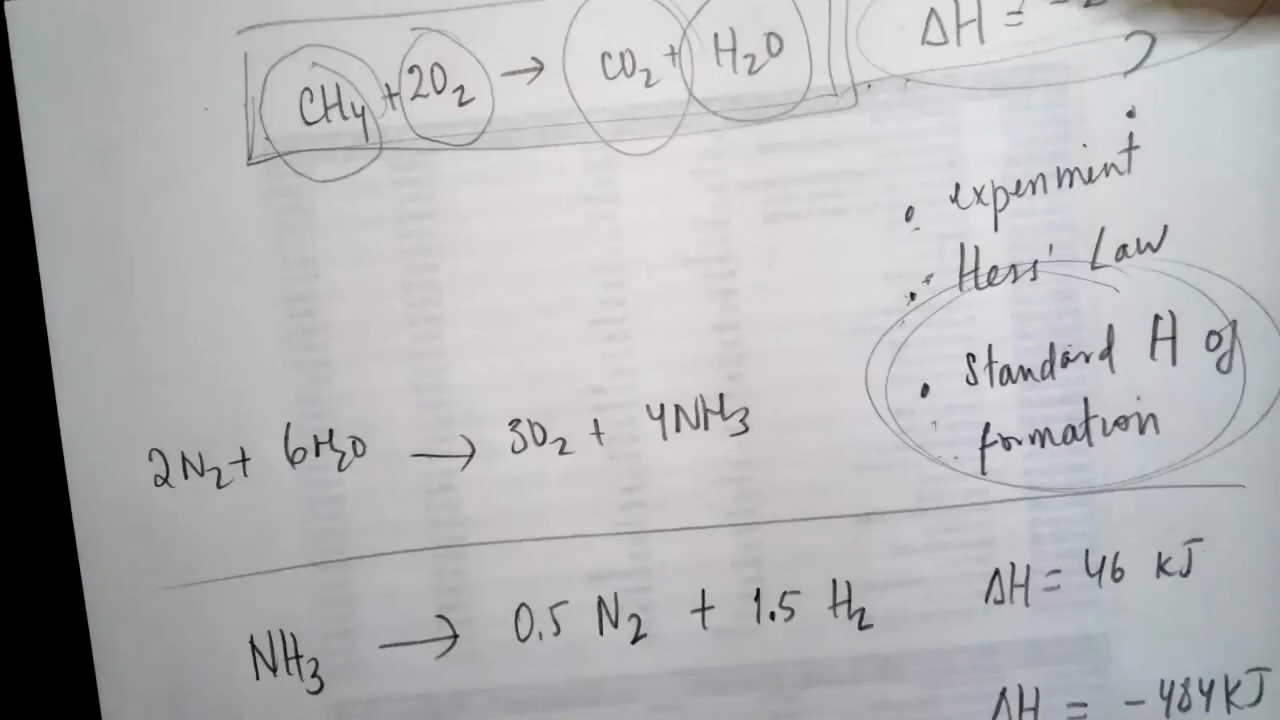 CH4 + 2O2 → CO2 + H2O
ΔH = -2
?
• experiment
• Hess' Law
• Standard H of
formation
2N2 + 6H2O → 3O2 + 4NH3
NH3 → 0.5 N2 + 1.5 H2
ΔH = 46 kJ
ΔH = -484 KJ